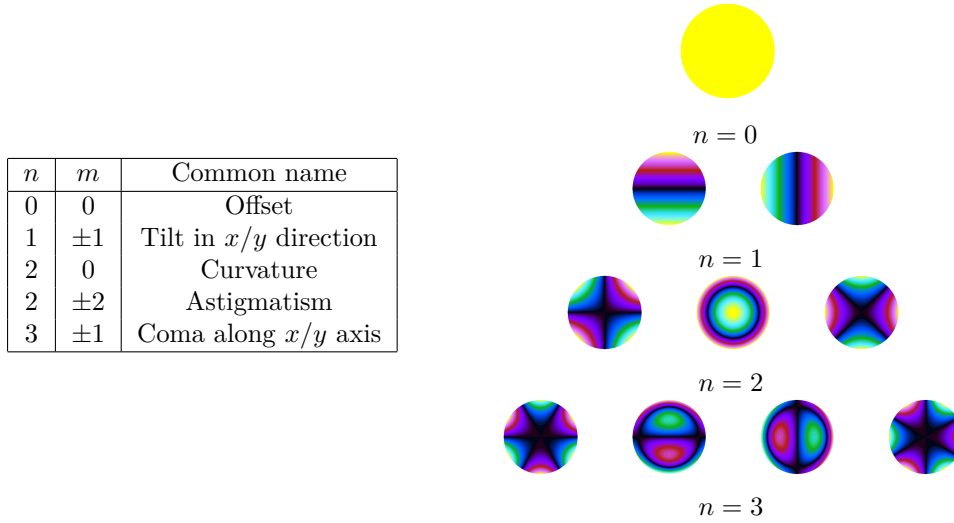 n m Common name
0 0 Offset
1 ±1 Tilt in x/y direction
2 0 Curvature
2 ±2 Astigmatism
3 ±1 Coma along x/y axis
n = 0
n = 1
n = 2
n = 3